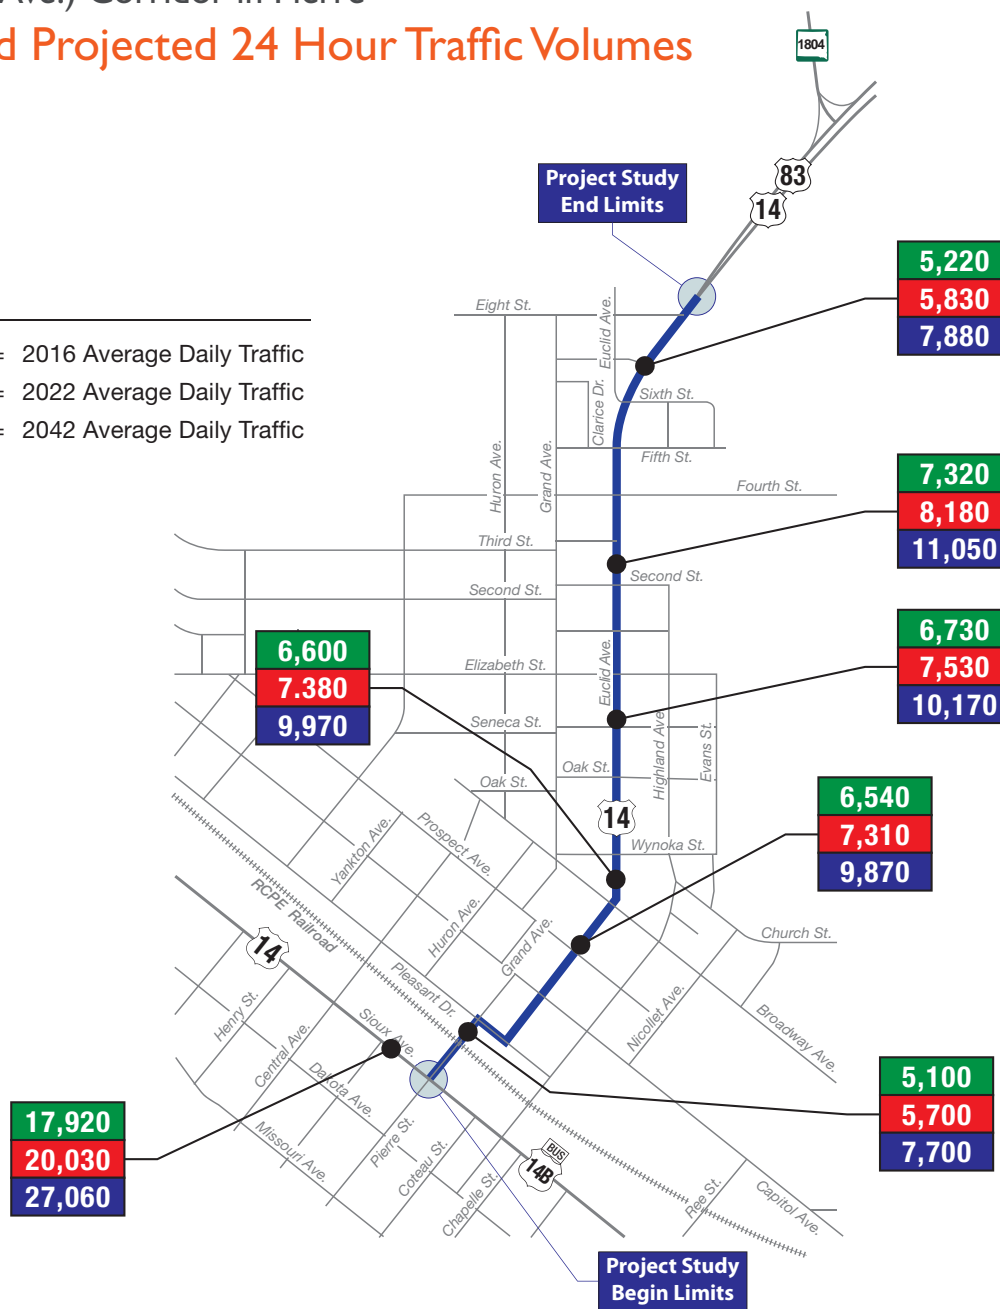 Ave.) Corridor in Pierre
d Projected 24 Hour Traffic Volumes
1804
83
14
Project Study
End Limits
5,220
5,830
7,880
= 2016 Average Daily Traffic
= 2022 Average Daily Traffic
= 2042 Average Daily Traffic
Eight St.
Euclid Ave.
Clarice Dr.
Sixth St.
Huron Ave.
Grand Ave.
Fifth St.
Fourth St.
7,320
8,180
11,050
Third St.
Second St.
Second St.
6,730
7,530
10,170
6,600
7.380
9,970
Elizabeth St.
Euclid Ave.
Seneca St.
Highland Ave
Evans St.
Oak St.
Oak St.
14
6,540
7,310
9,870
Wynoka St.
Yankton Ave.
Prospect Ave.
RCPE Railroad
Huron Ave.
Grand Ave.
Church St.
14
Pleasant Dr.
Nicollet Ave.
Broadway Ave.
Henry St.
Central Ave.
Sioux Ave.
Dakota Ave.
5,100
5,700
7,700
17,920
20,030
27,060
Missouri Ave.
Pierre St.
Coteau St.
Chapelle St.
BUS
14B
Ree St.
Capitol Ave.
Project Study
Begin Limits